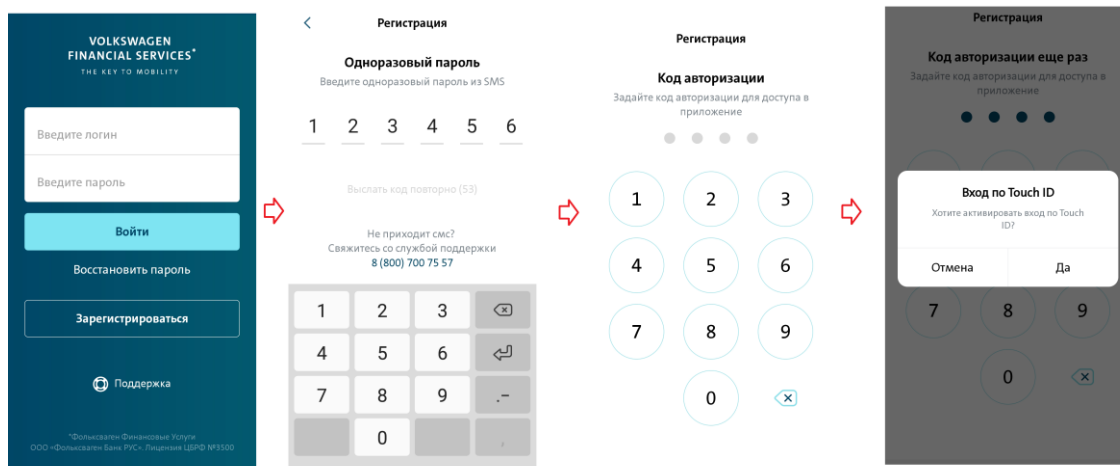 VOLKSWAGEN
FINANCIAL SERVICES*
THE KEY TO MOBILITY
Введите логин
Введите пароль
Войти
Восстановить пароль
Зарегистрироваться
Поддержка
*Фольксваген Финансовые Услуги
ООО «Фольксваген Банк РУС». Лицензия ЦБРФ №3500
Регистрация
Одноразовый пароль
Введите одноразовый пароль из SMS
1 2 3 4 5 6
Выслать код повторно (53)
Не приходит смс?
Свяжитесь со службой поддержки
8 (800) 700 75 57
1 2 3
4 5 6
7 8 9 .–
0 ,
Регистрация
Код авторизации
Задайте код авторизации для доступа в
приложение
1 2 3
4 5 6
7 8 9
0
Регистрация
Код авторизации еще раз
Задайте код авторизации для доступа в
приложение
Вход по Touch ID
Хотите активировать вход по Touch
ID?
Отмена Да
7 8 9
0